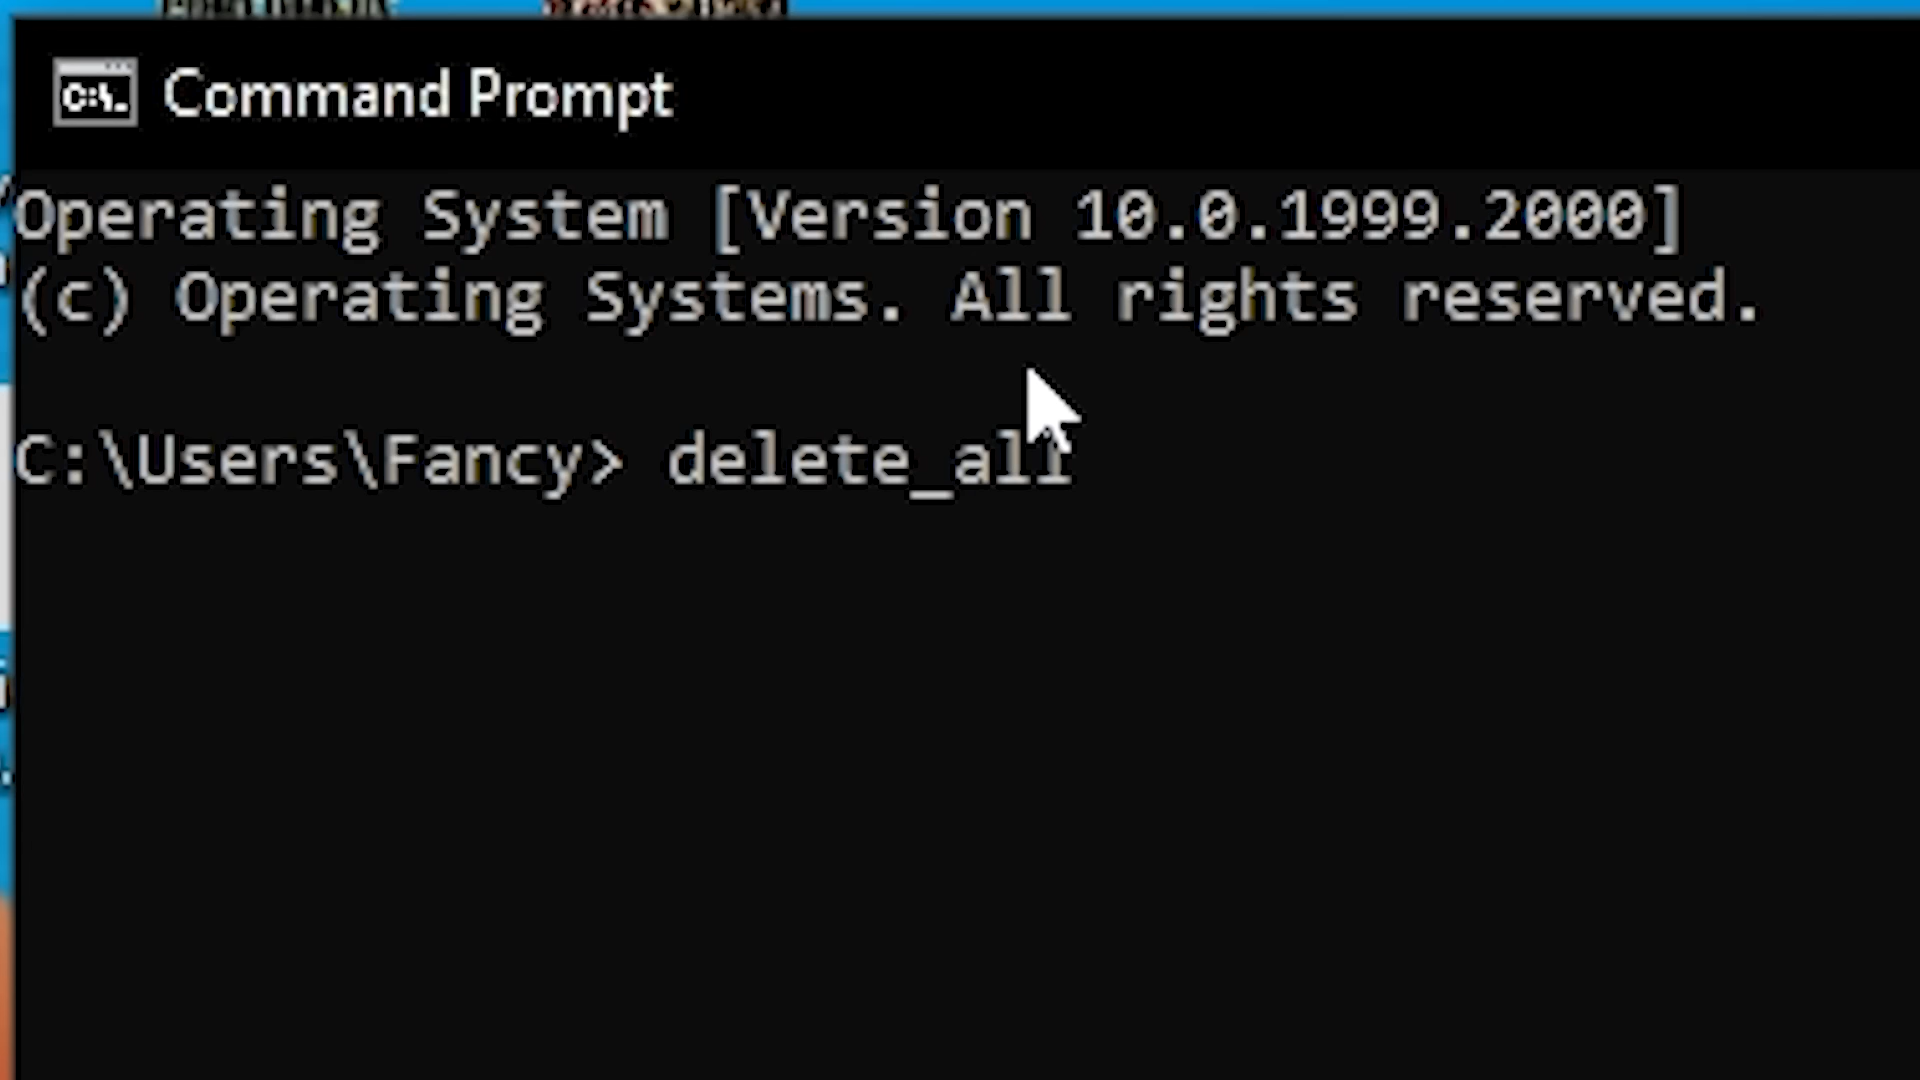 C:\.
Command Prompt
Operating System [Version 10.0.1999.2000]
(c) Operating Systems. All rights reserved.
C:\Users\Fancy> delete_all